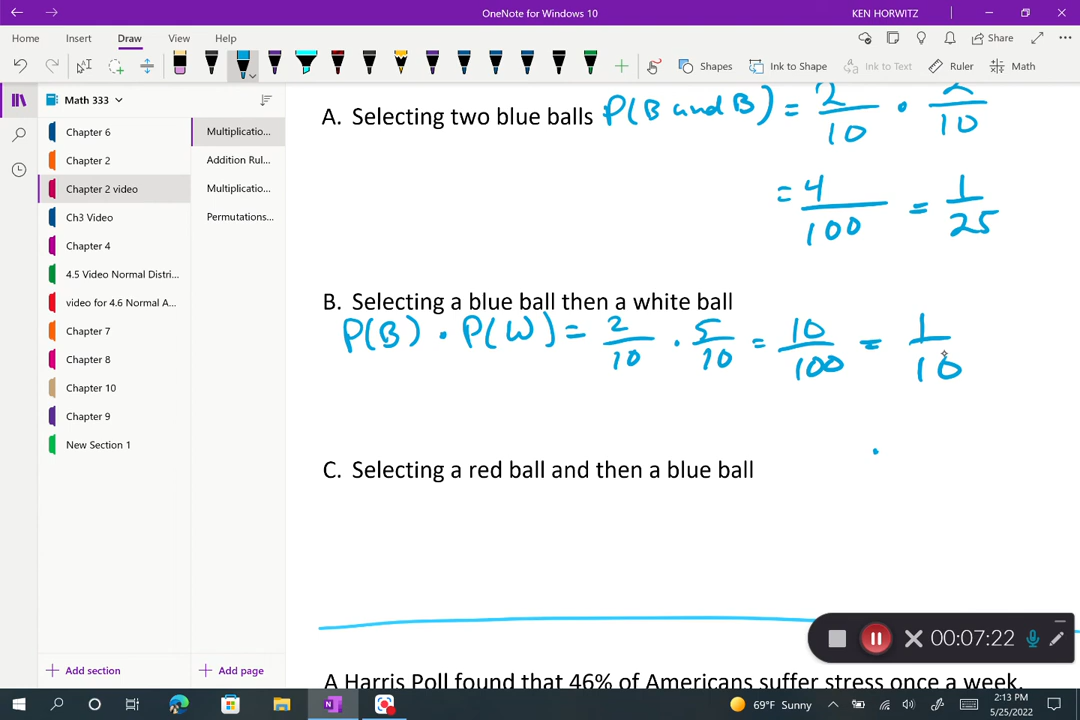 OneNote for Windows 10
KEN HORWITZ
Home Insert Draw View Help
Share
Shapes Ink to Shape Ink to Text Ruler Math
Math 333
Chapter 6
Chapter 2
Chapter 2 video
Ch3 Video
Chapter 4
4.5 Video Normal Distri...
video for 4.6 Normal A...
Chapter 7
Chapter 8
Chapter 10
Chapter 9
New Section 1
Add section
Multiplicatio...
Addition Rul...
Multiplicatio...
Permutations...
Add page
A. Selecting two blue balls P(B and B) = 2/10 · 2/10
= 4/100 = 1/25
B. Selecting a blue ball then a white ball
P(B) · P(W) = 2/10 · 5/10 = 10/100 = 1/10
C. Selecting a red ball and then a blue ball
00:07:22
A Harris Poll found that 46% of Americans suffer stress once a week.
69°F Sunny
2:13 PM
5/25/2022